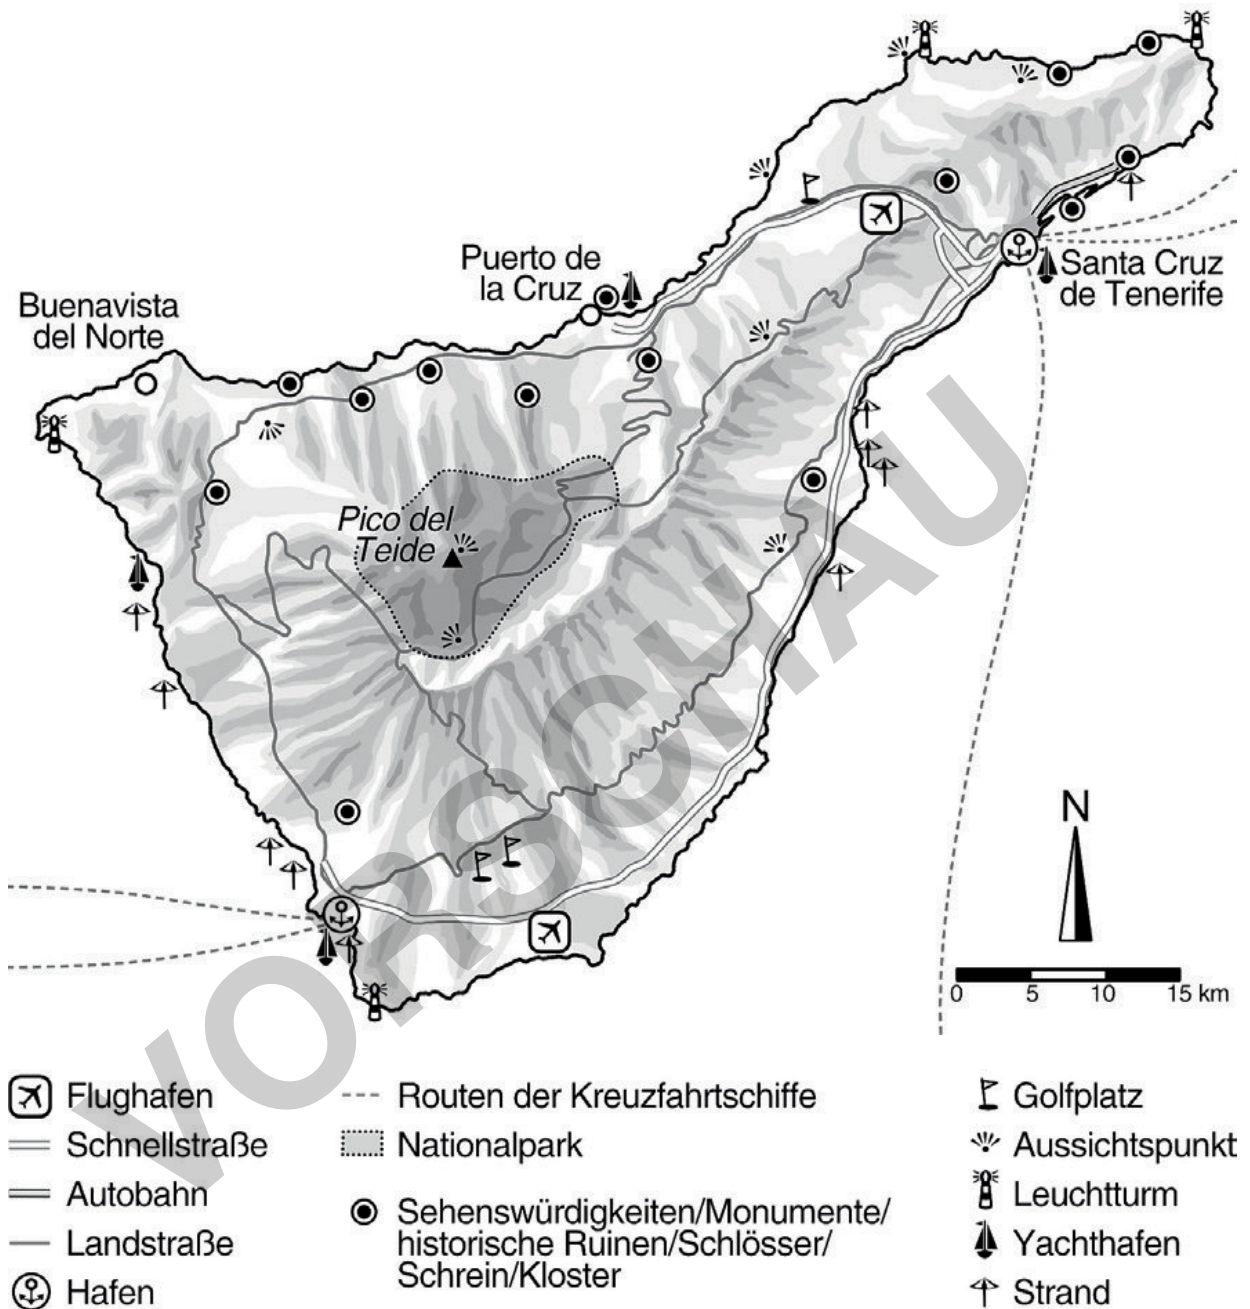 Puerto de
la Cruz
Santa Cruz
de Tenerife
Buenavista
del Norte
Pico del
Teide
N
0 5 10 15 km
VORSCHAU
Flughafen
Schnellstraße
Autobahn
Landstraße
Hafen
Routen der Kreuzfahrtschiffe
Nationalpark
Sehenswürdigkeiten/Monumente/
historische Ruinen/Schlösser/
Schrein/Kloster
Golfplatz
Aussichtspunkt
Leuchtturm
Yachthafen
Strand